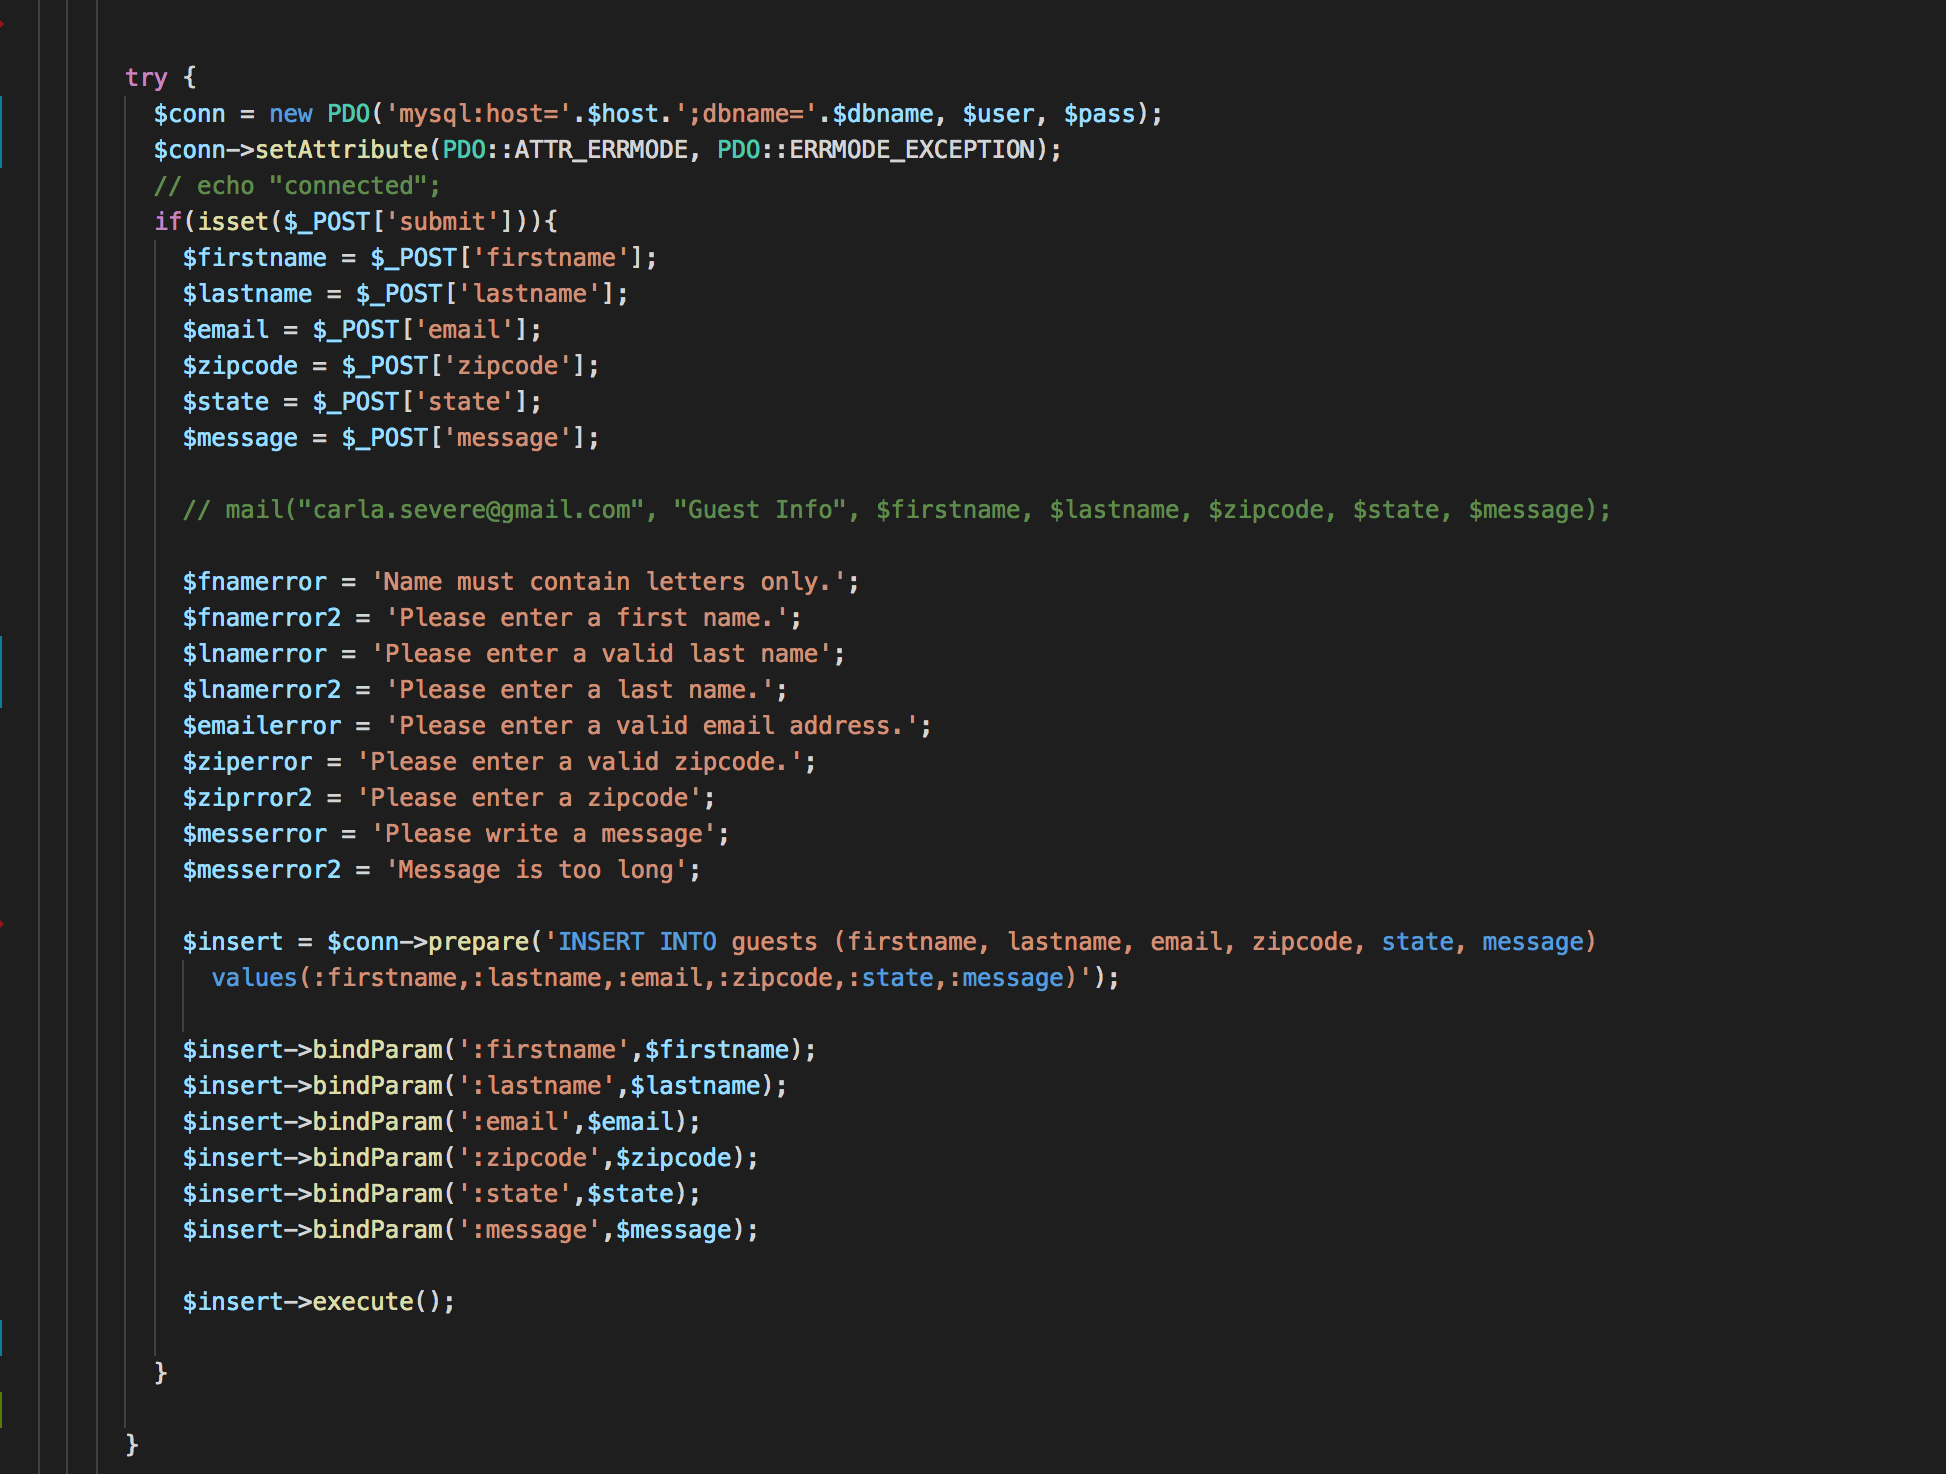 try {
$conn = new PDO('mysql:host='.$host.';dbname='.$dbname, $user, $pass);
$conn->setAttribute(PDO::ATTR_ERRMODE, PDO::ERRMODE_EXCEPTION);
// echo "connected";
if(isset($_POST['submit'])){
$firstname = $_POST['firstname'];
$lastname = $_POST['lastname'];
$email = $_POST['email'];
$zipcode = $_POST['zipcode'];
$state = $_POST['state'];
$message = $_POST['message'];
// mail("carla.severe@gmail.com", "Guest Info", $firstname, $lastname, $zipcode, $state, $message);
$fnamerror = 'Name must contain letters only.';
$fnamerror2 = 'Please enter a first name.';
$lnamerror = 'Please enter a valid last name';
$lnamerror2 = 'Please enter a last name.';
$emailerror = 'Please enter a valid email address.';
$ziperror = 'Please enter a valid zipcode.';
$ziprror2 = 'Please enter a zipcode';
$messerror = 'Please write a message';
$messerror2 = 'Message is too long';
$insert = $conn->prepare('INSERT INTO guests (firstname, lastname, email, zipcode, state, message)
values(:firstname,:lastname,:email,:zipcode,:state,:message)');
$insert->bindParam(':firstname',$firstname);
$insert->bindParam(':lastname',$lastname);
$insert->bindParam(':email',$email);
$insert->bindParam(':zipcode',$zipcode);
$insert->bindParam(':state',$state);
$insert->bindParam(':message',$message);
$insert->execute();
}
}